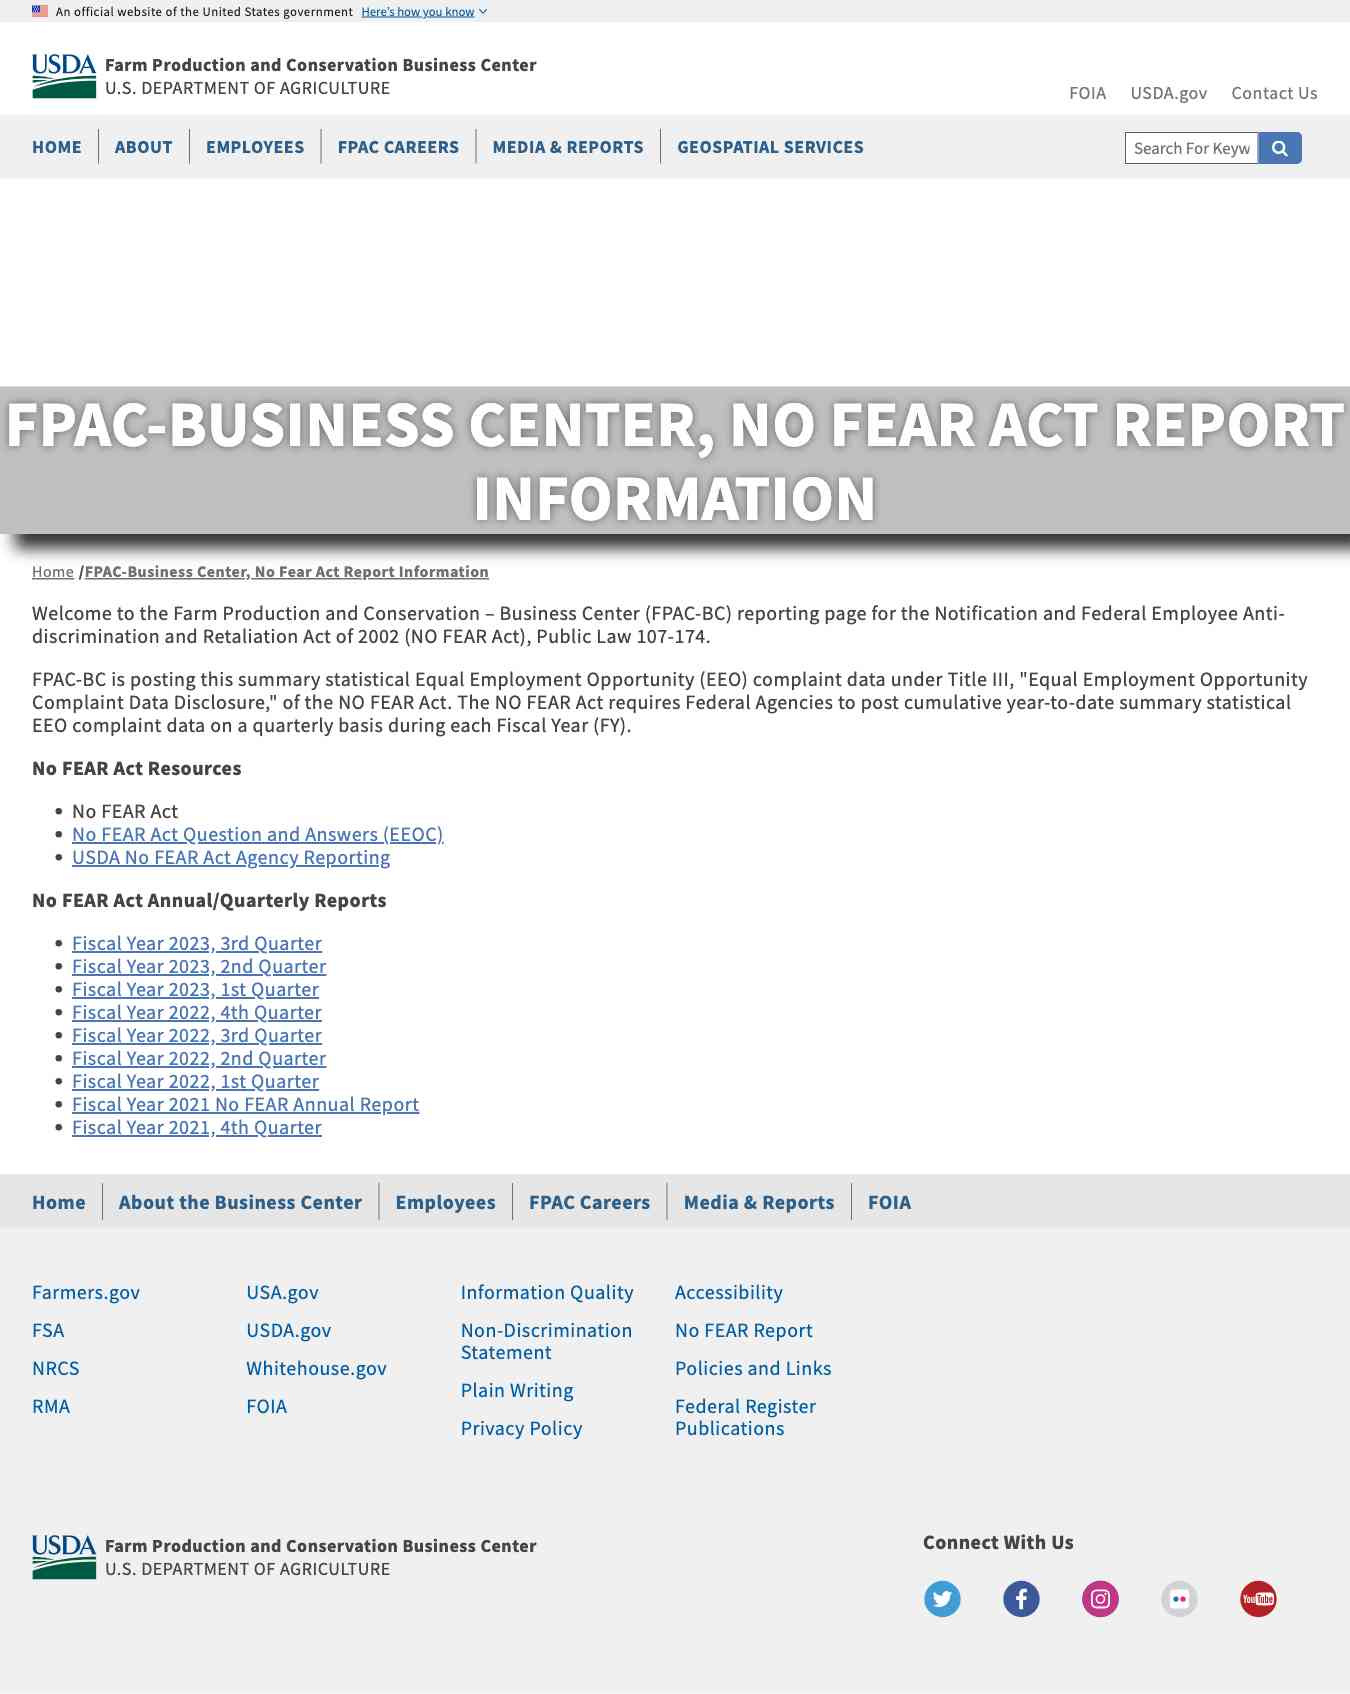 An official website of the United States government Here's how you know
USDA Farm Production and Conservation Business Center
U.S. DEPARTMENT OF AGRICULTURE
FOIA USDA.gov Contact Us
HOME ABOUT EMPLOYEES FPAC CAREERS MEDIA & REPORTS GEOSPATIAL SERVICES Search For Keyw
FPAC-BUSINESS CENTER, NO FEAR ACT REPORT
INFORMATION
Home /FPAC-Business Center, No Fear Act Report Information
Welcome to the Farm Production and Conservation – Business Center (FPAC-BC) reporting page for the Notification and Federal Employee Anti-
discrimination and Retaliation Act of 2002 (NO FEAR Act), Public Law 107-174.
FPAC-BC is posting this summary statistical Equal Employment Opportunity (EEO) complaint data under Title III, "Equal Employment Opportunity
Complaint Data Disclosure," of the NO FEAR Act. The NO FEAR Act requires Federal Agencies to post cumulative year-to-date summary statistical
EEO complaint data on a quarterly basis during each Fiscal Year (FY).
No FEAR Act Resources
• No FEAR Act
• No FEAR Act Question and Answers (EEOC)
• USDA No FEAR Act Agency Reporting
No FEAR Act Annual/Quarterly Reports
• Fiscal Year 2023, 3rd Quarter
• Fiscal Year 2023, 2nd Quarter
• Fiscal Year 2023, 1st Quarter
• Fiscal Year 2022, 4th Quarter
• Fiscal Year 2022, 3rd Quarter
• Fiscal Year 2022, 2nd Quarter
• Fiscal Year 2022, 1st Quarter
• Fiscal Year 2021 No FEAR Annual Report
• Fiscal Year 2021, 4th Quarter
Home About the Business Center Employees FPAC Careers Media & Reports FOIA
Farmers.gov
FSA
NRCS
RMA
USA.gov
USDA.gov
Whitehouse.gov
FOIA
Information Quality
Non-Discrimination
Statement
Plain Writing
Privacy Policy
Accessibility
No FEAR Report
Policies and Links
Federal Register
Publications
USDA Farm Production and Conservation Business Center
U.S. DEPARTMENT OF AGRICULTURE
Connect With Us
YouTube